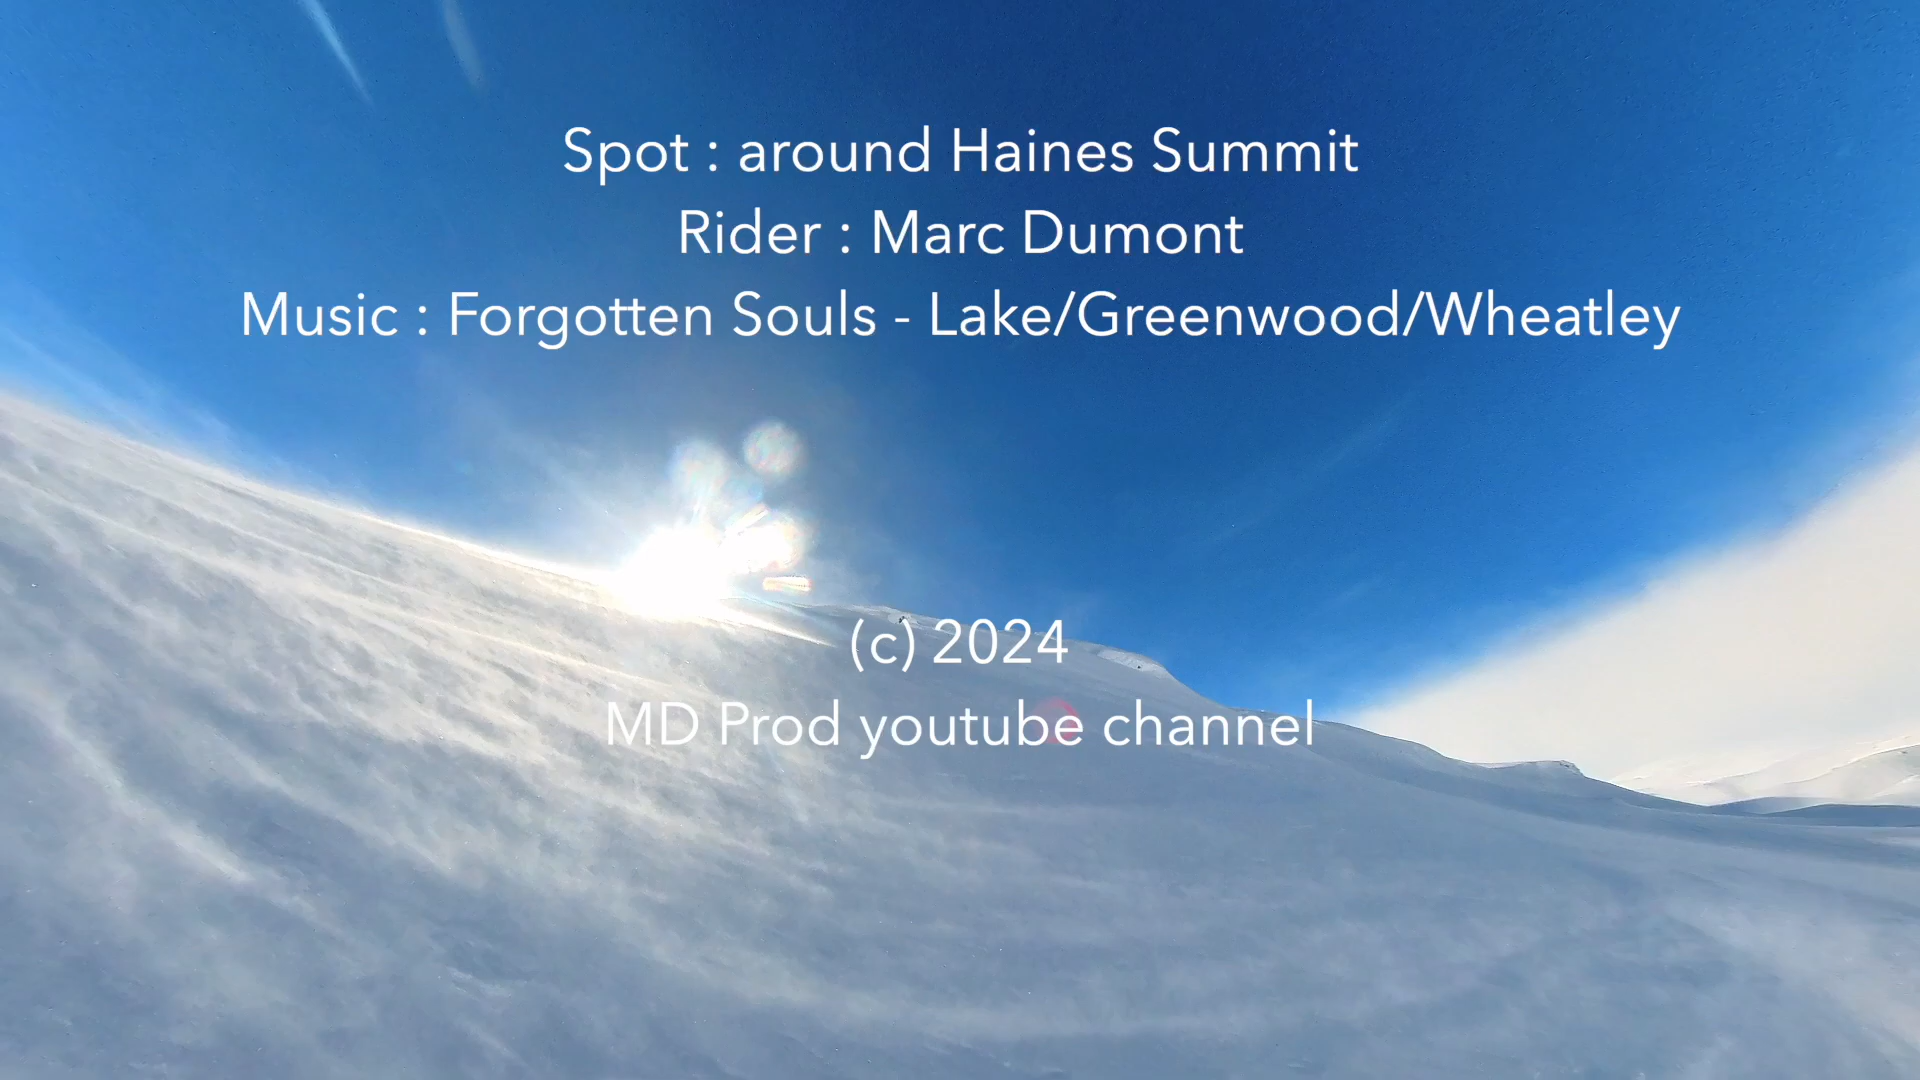 Spot : around Haines Summit
Rider : Marc Dumont
Music : Forgotten Souls - Lake/Greenwood/Wheatley
(c) 2024
MD Prod youtube channel